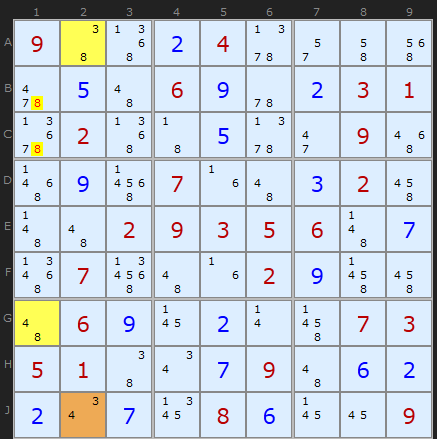 1 2 3 4 5 6 7 8 9
3 1 3 1 3
A 9 6 2 4 5 5 5 6
8 8 7 8 7 8 8
B 4 5 4 6 9 2 3 1
7 8 8 7 8
1 3 1 3 1 1 3
C 6 2 6 5 4 9 4 6
7 8 8 8 7 8 7 8
1 1 1
D 4 6 9 4 5 6 7 6 4 3 2 4 5
8 8 8 8
1 1
E 4 4 2 9 3 5 6 4 7
8 8 8
1 3 1 3 1 1
F 4 6 7 4 5 6 4 6 2 9 4 5 4 5
8 8 8 8 8
1 1 1
G 4 6 9 4 5 2 4 4 5 7 3
8 8
3 3
H 5 1 4 7 9 4 6 2
8 8
3 1 3 1
J 2 4 7 4 5 8 6 4 5 4 5 9